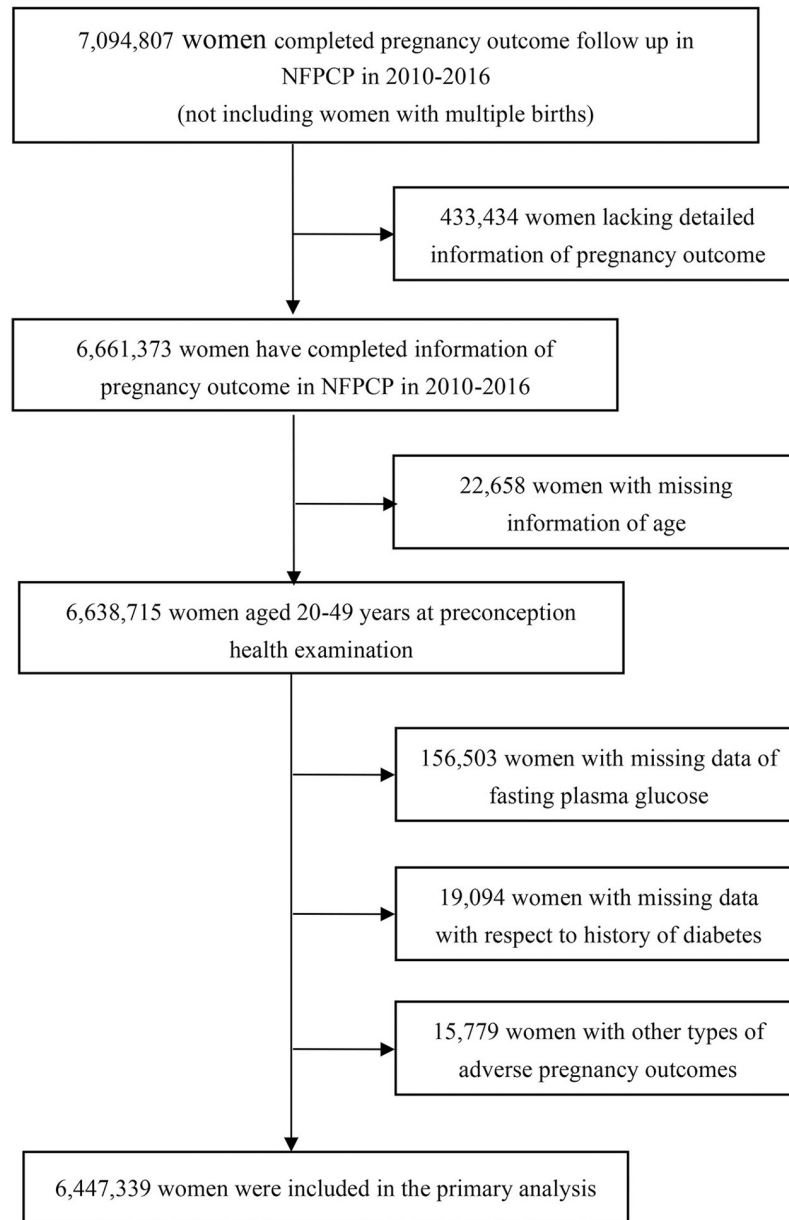 7,094,807 women completed pregnancy outcome follow up in
NFPCP in 2010-2016
(not including women with multiple births)
433,434 women lacking detailed
information of pregnancy outcome
6,661,373 women have completed information of
pregnancy outcome in NFPCP in 2010-2016
22,658 women with missing
information of age
6,638,715 women aged 20-49 years at preconception
health examination
156,503 women with missing data of
fasting plasma glucose
19,094 women with missing data
with respect to history of diabetes
15,779 women with other types of
adverse pregnancy outcomes
6,447,339 women were included in the primary analysis